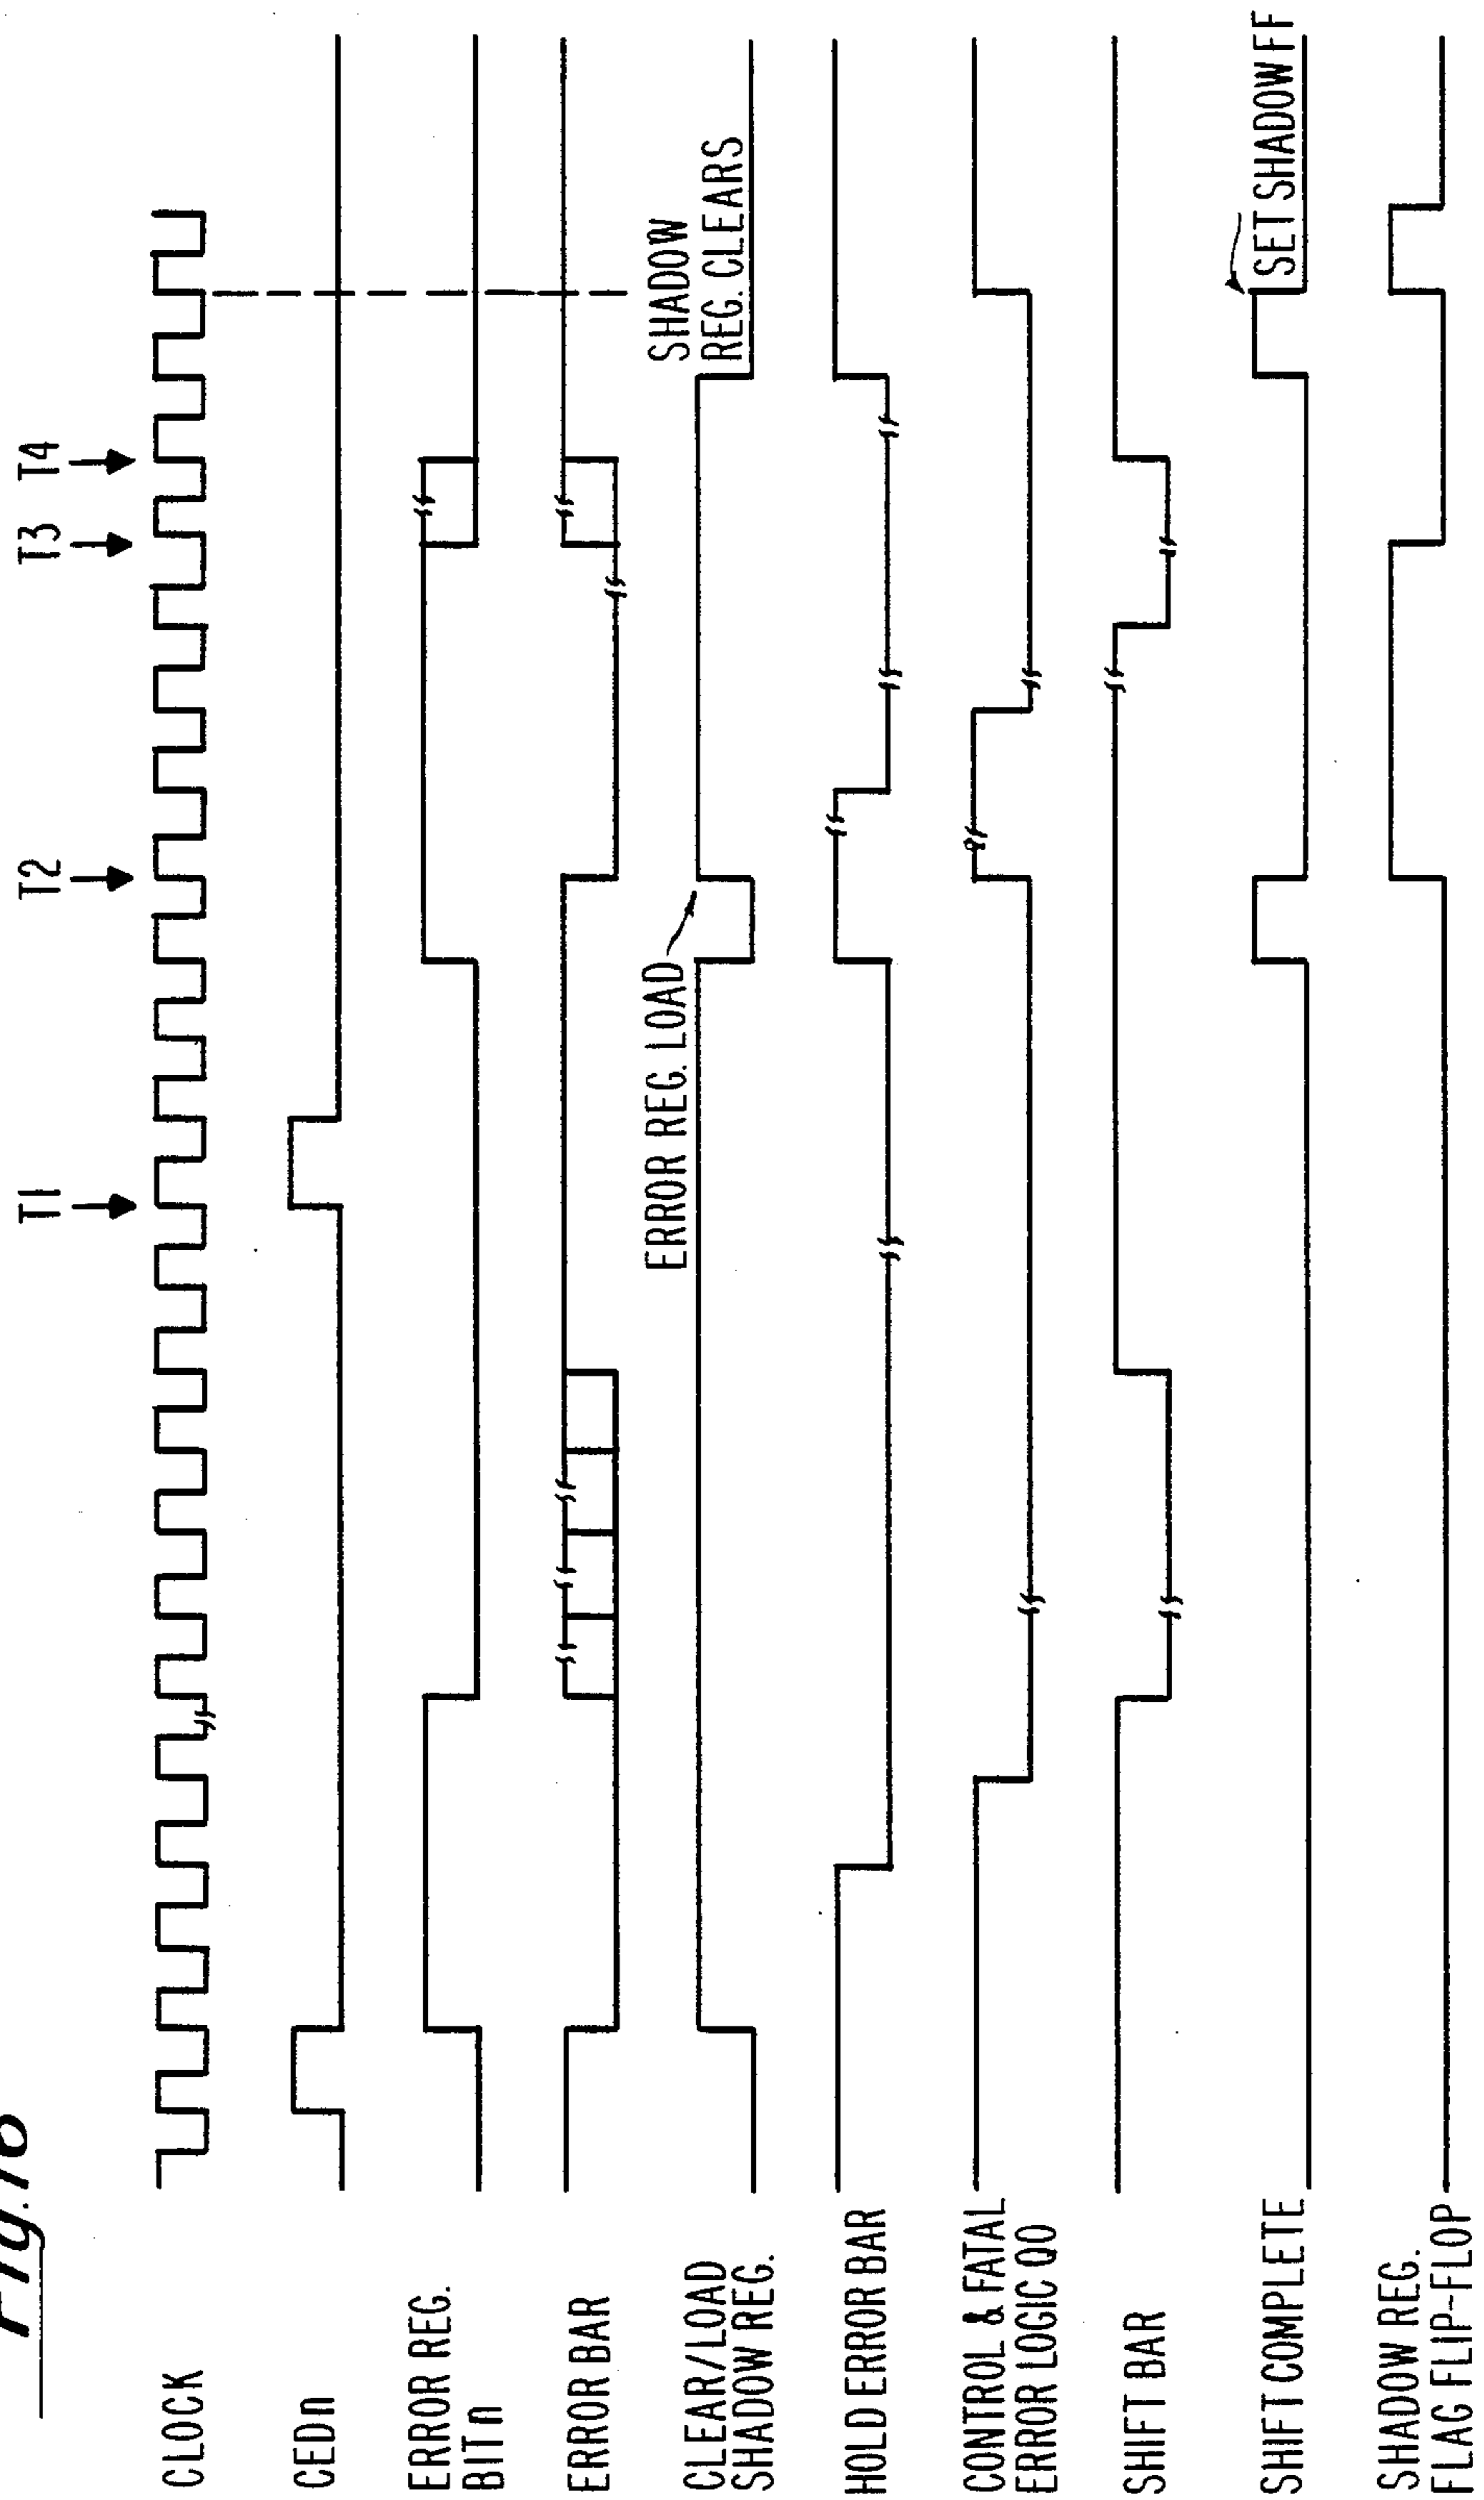 Fig. 16
T1
T2
T3
T4
CLOCK
CEDn
ERROR REG.
BITn
ERROR BAR
ERROR REG. LOAD
SHADOW
REG. CLEARS
CLEAR/LOAD
SHADOW REG.
HOLD ERROR BAR
CONTROL & FATAL
ERROR LOGIC QO
SHIFT BAR
SET SHADOW FF
SHIFT COMPLETE
SHADOW REG.
FLAG FLIP-FLOP